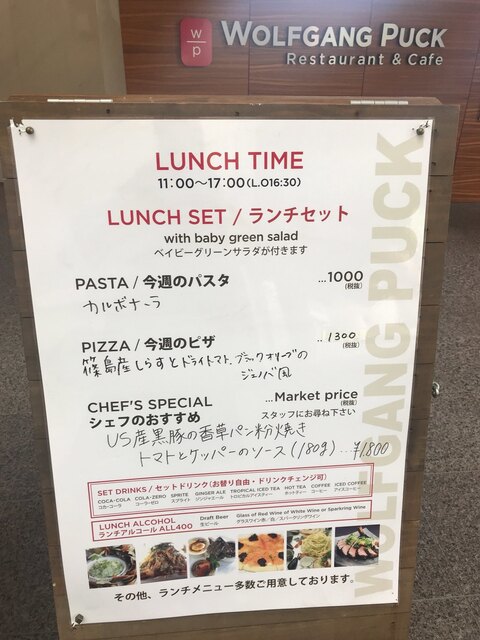 wp
WOLFGANG PUCK
Restaurant & Cafe
WOLFGANG PUCK
LUNCH TIME
11:00〜17:00(L.O16:30)
LUNCH SET / ランチセット
with baby green salad
ベイビーグリーンサラダが付きます
PASTA / 今週のパスタ ...1000
(税抜)
カルボナーラ
PIZZA / 今週のピザ ...1300
(税抜)
篠島産しらすとドライトマト、ブラックオリーブの
ジェノバ風
CHEF'S SPECIAL ...Market price
(税抜)
シェフのおすすめ スタッフにお尋ね下さい
US産黒豚の香草パン粉焼き
トマトとケッパーのソース(180g)...¥1800
SET DRINKS / セットドリンク(お替り自由・ドリンクチェンジ可)
COCA-COLA COLA-ZERO SPRITE GINGER ALE TROPICAL ICED TEA HOT TEA COFFEE ICED COFFEE
コカ・コーラ コーラ・ゼロ スプライト ジンジャエール トロピカルアイスティー ホットティー コーヒー アイスコーヒー
LUNCH ALCOHOL Draft Beer Glass of Red Wine of White Wine or Sparkring Wine
ランチアルコール ALL400 生ビール グラスワイン赤/白/スパークリングワイン
その他、ランチメニュー多数ご用意しております。